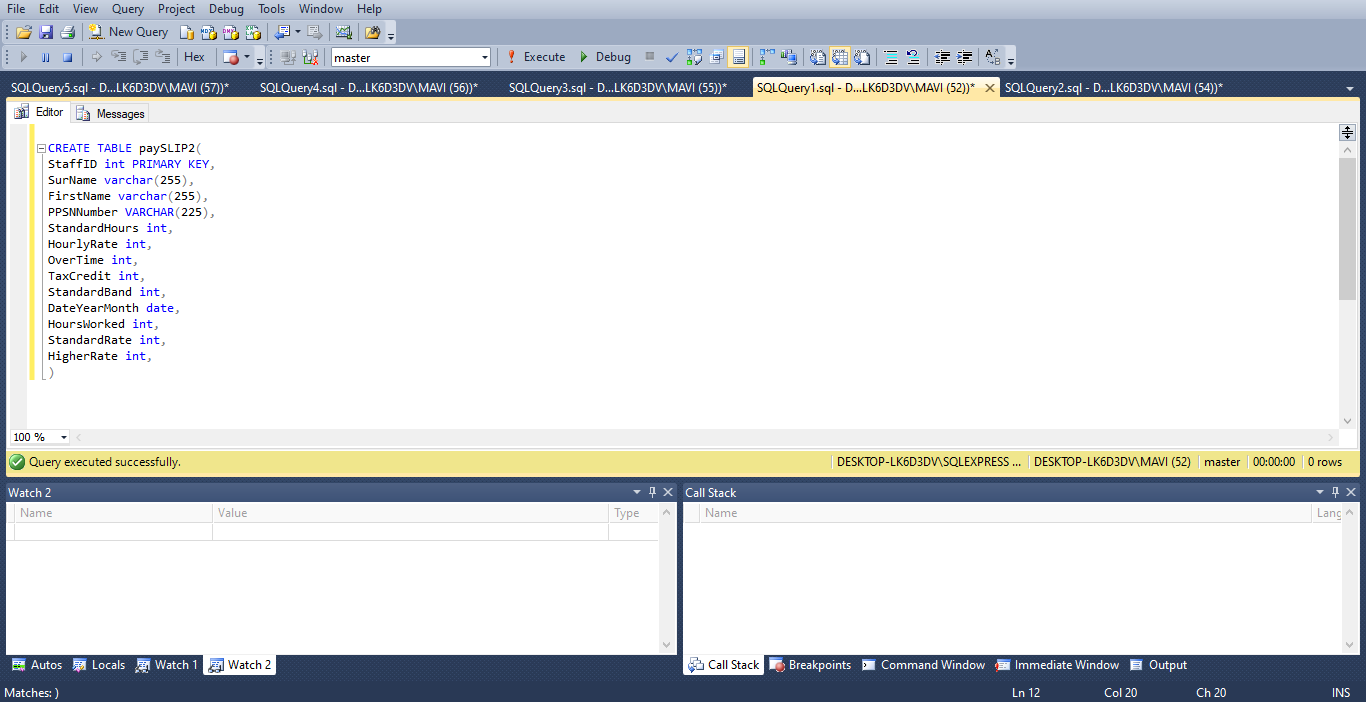 File Edit View Query Project Debug Tools Window Help
New Query
Hex master Execute Debug
SQLQuery5.sql - D...LK6D3DV\MAVI (57))* SQLQuery4.sql - D...LK6D3DV\MAVI (56))* SQLQuery3.sql - D...LK6D3DV\MAVI (55))* SQLQuery1.sql - D...LK6D3DV\MAVI (52))* SQLQuery2.sql - D...LK6D3DV\MAVI (54))*
Editor Messages
CREATE TABLE paySLIP2(
StaffID int PRIMARY KEY,
SurName varchar(255),
FirstName varchar(255),
PPSNNumber VARCHAR(225),
StandardHours int,
HourlyRate int,
OverTime int,
TaxCredit int,
StandardBand int,
DateYearMonth date,
HoursWorked int,
StandardRate int,
HigherRate int,
)
100 %
Query executed successfully. DESKTOP-LK6D3DV\SQLEXPRESS ... DESKTOP-LK6D3DV\MAVI (52) master 00:00:00 0 rows
Watch 2 Call Stack
Name Value Type Name Lang
Autos Locals Watch 1 Watch 2 Call Stack Breakpoints Command Window Immediate Window Output
Matches: ) Ln 12 Col 20 Ch 20 INS